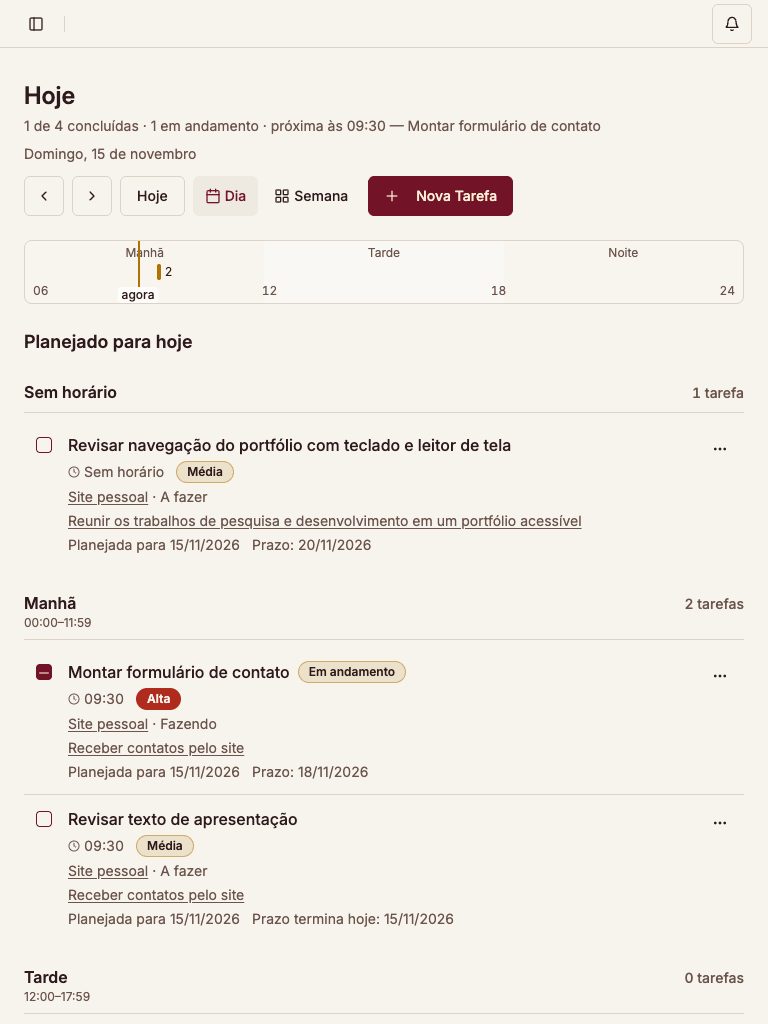 Hoje
1 de 4 concluídas · 1 em andamento · próxima às 09:30 — Montar formulário de contato
Domingo, 15 de novembro
Hoje Dia Semana Nova Tarefa
Manhã Tarde Noite
2
06 12 18 24
agora
Planejado para hoje
Sem horário 1 tarefa
Revisar navegação do portfólio com teclado e leitor de tela
Sem horário Média
Site pessoal · A fazer
Reunir os trabalhos de pesquisa e desenvolvimento em um portfólio acessível
Planejada para 15/11/2026 Prazo: 20/11/2026
Manhã 2 tarefas
00:00–11:59
Montar formulário de contato Em andamento
09:30 Alta
Site pessoal · Fazendo
Receber contatos pelo site
Planejada para 15/11/2026 Prazo: 18/11/2026
Revisar texto de apresentação
09:30 Média
Site pessoal · A fazer
Receber contatos pelo site
Planejada para 15/11/2026 Prazo termina hoje: 15/11/2026
Tarde 0 tarefas
12:00–17:59